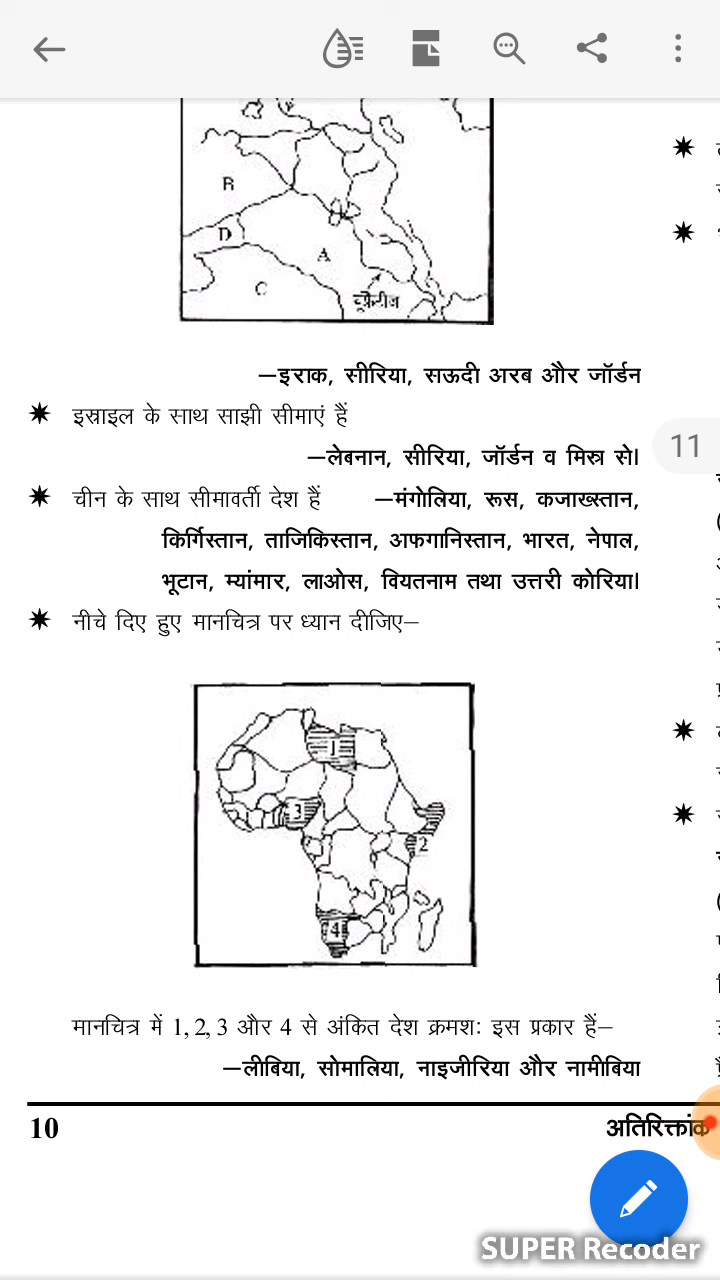 B
D
A
C
यूफ्रेटीज
—इराक, सीरिया, सऊदी अरब और जॉर्डन
✷ इस्राइल के साथ साझी सीमाएं हैं
—लेबनान, सीरिया, जॉर्डन व मिस्र से।
11
✷ चीन के साथ सीमावर्ती देश हैं —मंगोलिया, रूस, कजाख्स्तान,
किर्गिस्तान, ताजिकिस्तान, अफगानिस्तान, भारत, नेपाल,
भूटान, म्यांमार, लाओस, वियतनाम तथा उत्तरी कोरिया।
✷ नीचे दिए हुए मानचित्र पर ध्यान दीजिए—
1
3
2
4
मानचित्र में 1, 2, 3 और 4 से अंकित देश क्रमशः इस प्रकार हैं—
—लीबिया, सोमालिया, नाइजीरिया और नामीबिया
10 अतिरिक्तांक
SUPER Recoder